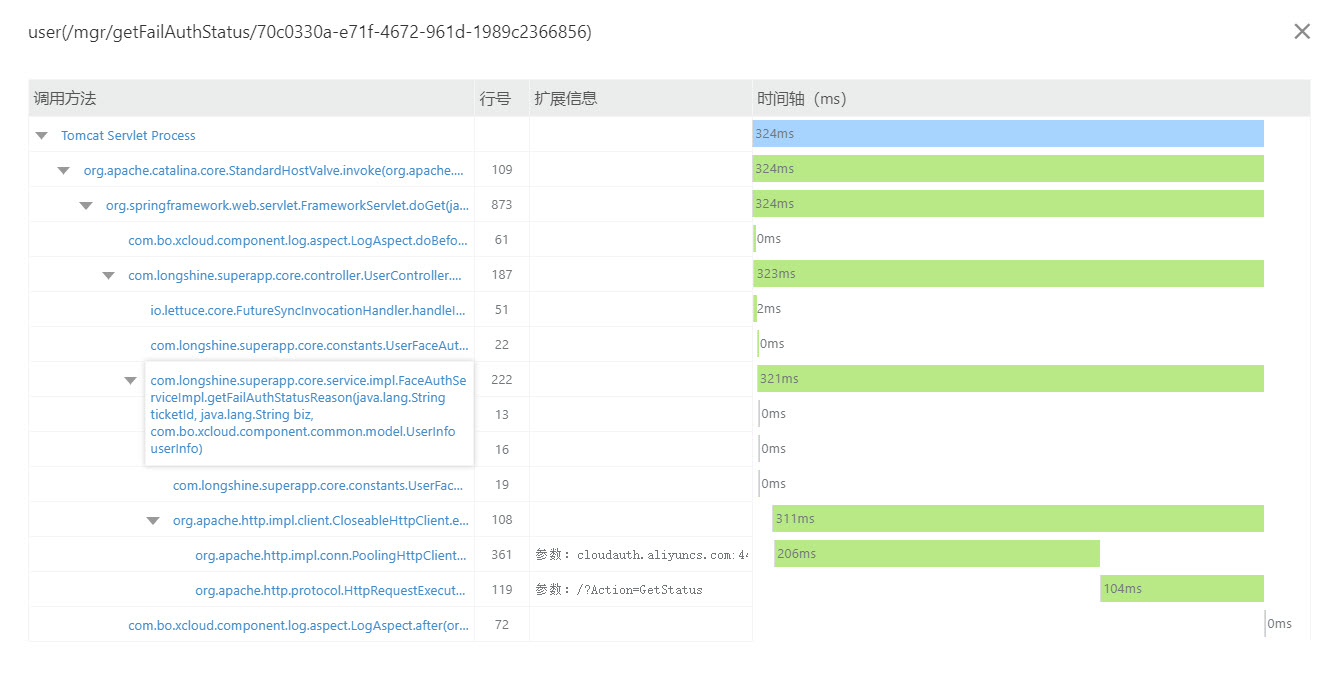 user(/mgr/getFailAuthStatus/70c0330a-e71f-4672-961d-1989c2366856)
调用方法 行号 扩展信息 时间轴（ms）
Tomcat Servlet Process 324ms
org.apache.catalina.core.StandardHostValve.invoke(org.apache.... 109 324ms
org.springframework.web.servlet.FrameworkServlet.doGet(ja... 873 324ms
com.bo.xcloud.component.log.aspect.LogAspect.doBefo... 61 0ms
com.longshine.superapp.core.controller.UserController.... 187 323ms
io.lettuce.core.FutureSyncInvocationHandler.handleI... 51 2ms
com.longshine.superapp.core.constants.UserFaceAut... 22 0ms
com.longshine.superapp.core.service.impl.FaceAuthSe 222 321ms
rviceImpl.getFailAuthStatusReason(java.lang.String
ticketId, java.lang.String biz, 13 0ms
com.bo.xcloud.component.common.model.UserInfo
userInfo) 16 0ms
com.longshine.superapp.core.constants.UserFac... 19 0ms
org.apache.http.impl.client.CloseableHttpClient.e... 108 311ms
org.apache.http.impl.conn.PoolingHttpClient... 361 参数: cloudauth.aliyuncs.com:44 206ms
org.apache.http.protocol.HttpRequestExecut... 119 参数: /?Action=GetStatus 104ms
com.bo.xcloud.component.log.aspect.LogAspect.after(or... 72 0ms